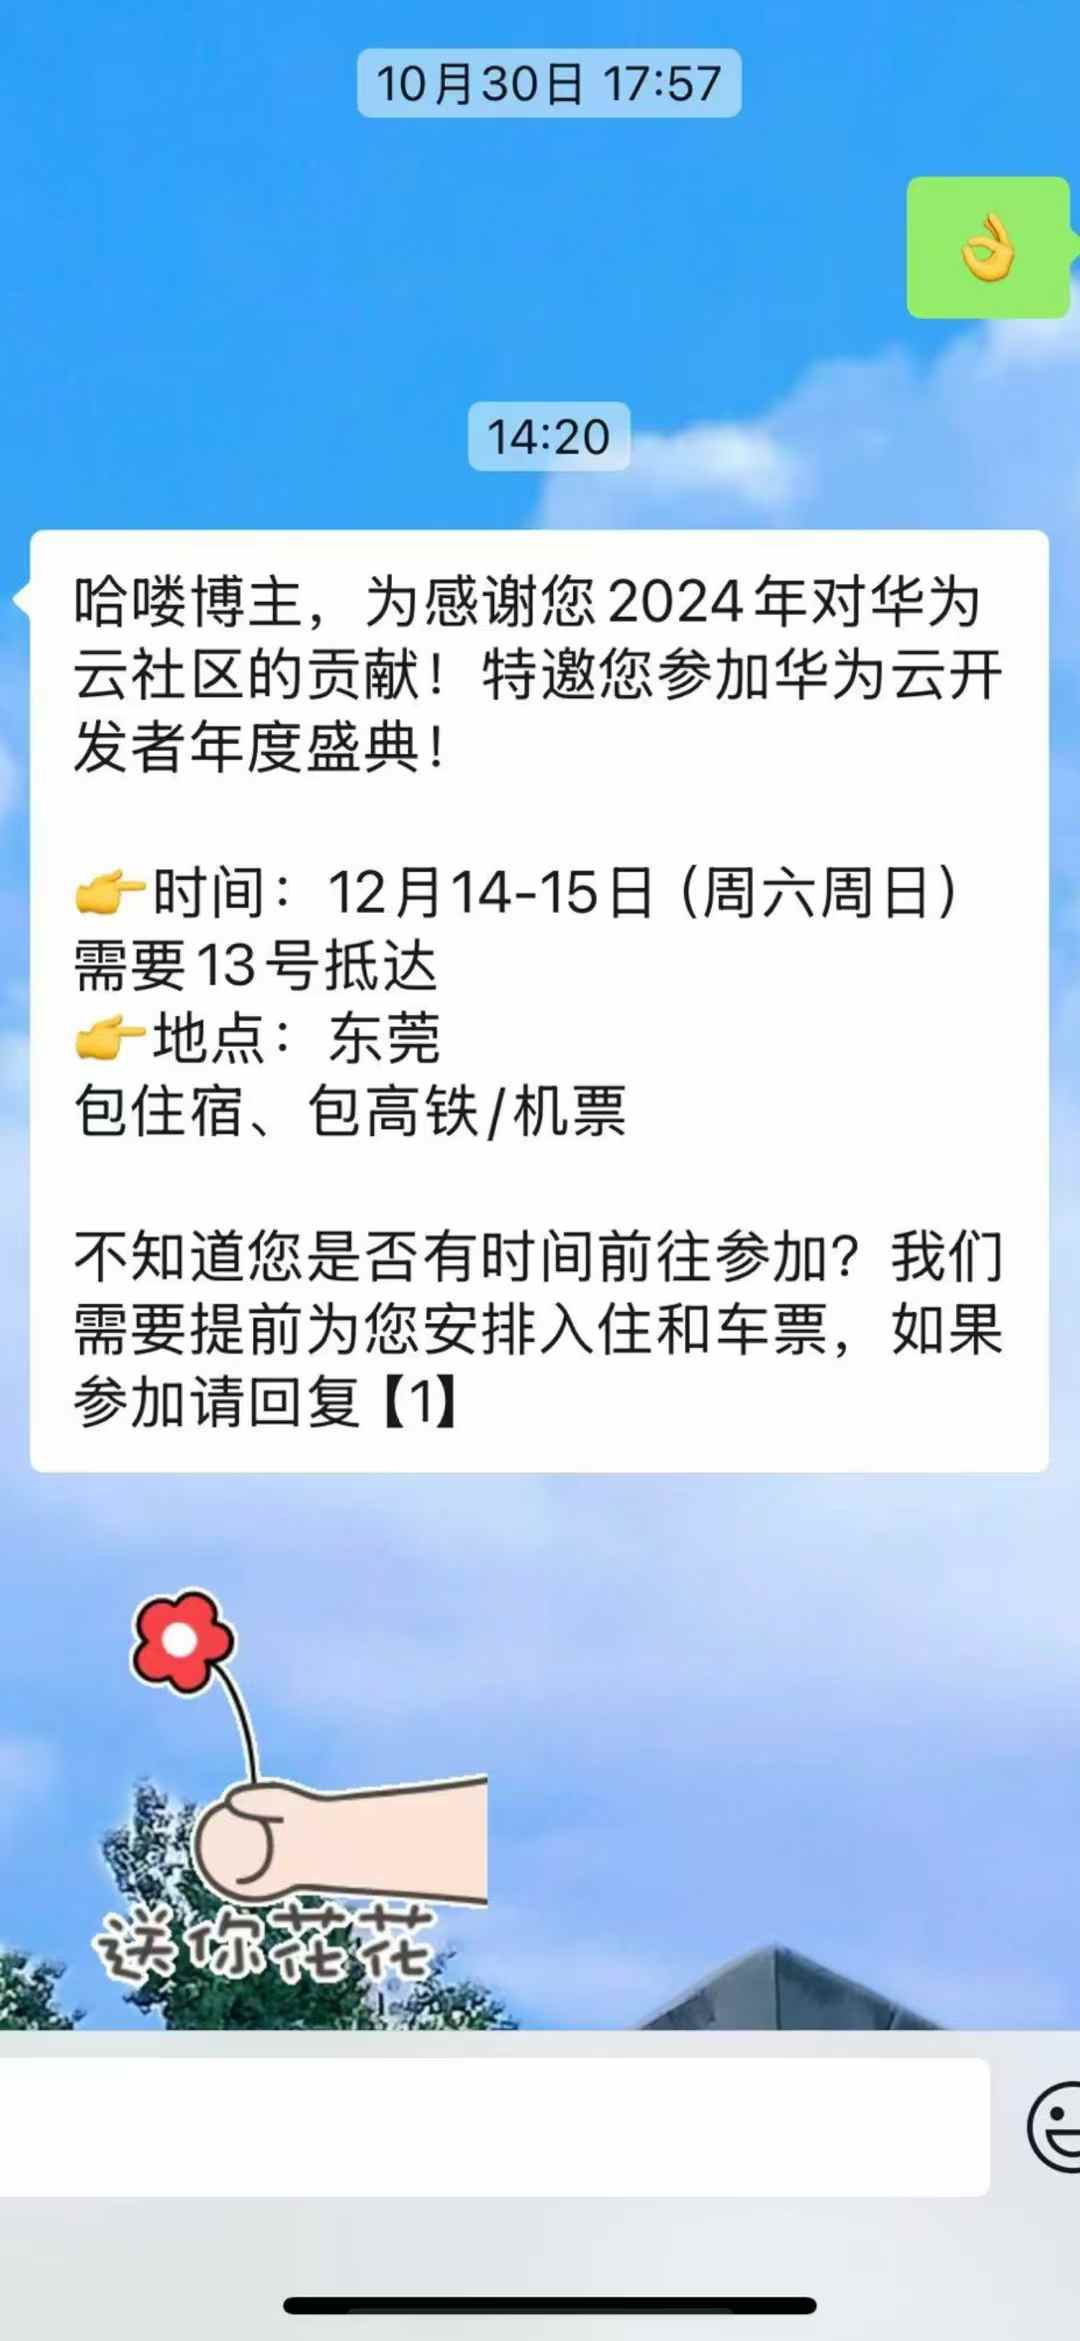 10月30日 17:57
👌
14:20
哈喽博主，为感谢您2024年对华为
云社区的贡献！特邀您参加华为云开
发者年度盛典！
👉时间：12月14-15日（周六周日）
需要13号抵达
👉地点：东莞
包住宿、包高铁/机票
不知道您是否有时间前往参加？我们
需要提前为您安排入住和车票，如果
参加请回复【1】
送你花花